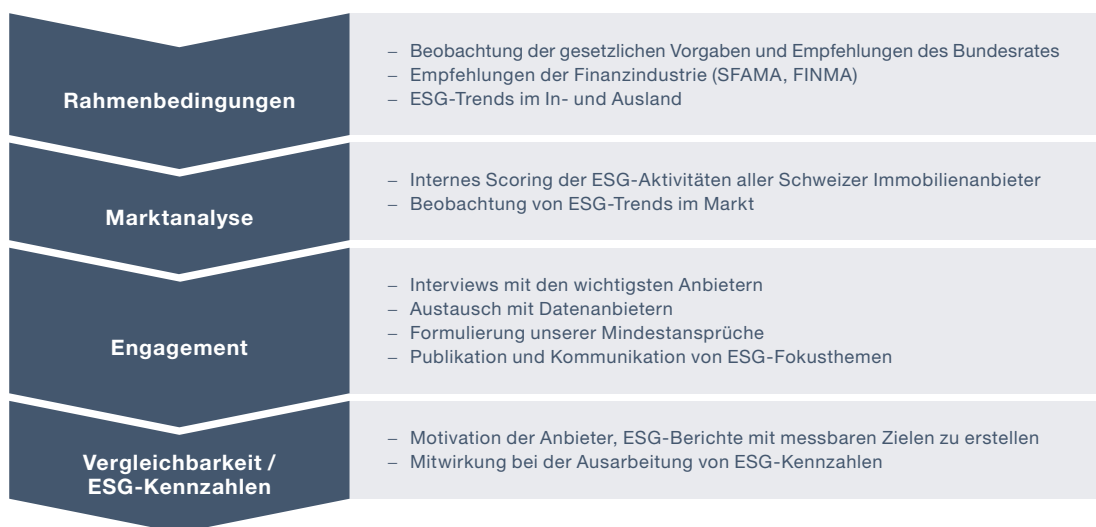 Rahmenbedingungen
– Beobachtung der gesetzlichen Vorgaben und Empfehlungen des Bundesrates
– Empfehlungen der Finanzindustrie (SFAMA, FINMA)
– ESG-Trends im In- und Ausland
Marktanalyse
– Internes Scoring der ESG-Aktivitäten aller Schweizer Immobilienanbieter
– Beobachtung von ESG-Trends im Markt
Engagement
– Interviews mit den wichtigsten Anbietern
– Austausch mit Datenanbietern
– Formulierung unserer Mindestansprüche
– Publikation und Kommunikation von ESG-Fokusthemen
Vergleichbarkeit /
ESG-Kennzahlen
– Motivation der Anbieter, ESG-Berichte mit messbaren Zielen zu erstellen
– Mitwirkung bei der Ausarbeitung von ESG-Kennzahlen